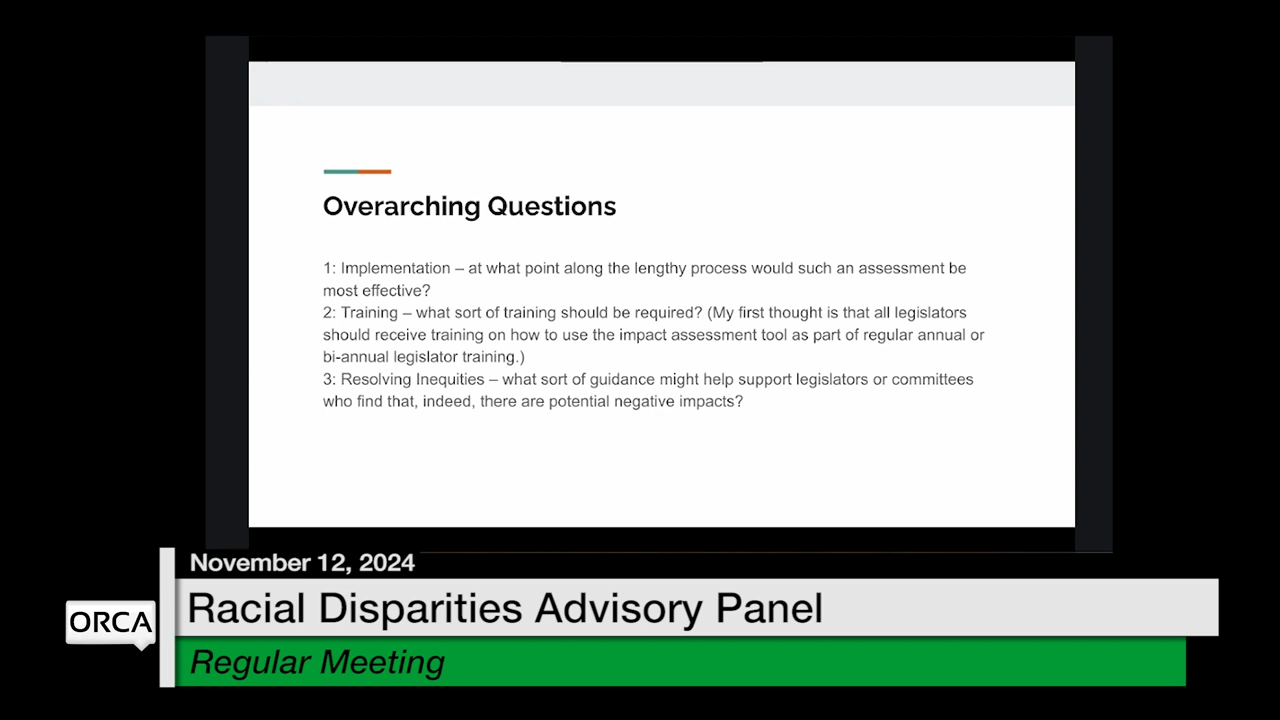 Overarching Questions
1: Implementation – at what point along the lengthy process would such an assessment be
most effective?
2: Training – what sort of training should be required? (My first thought is that all legislators
should receive training on how to use the impact assessment tool as part of regular annual or
bi-annual legislator training.)
3: Resolving Inequities – what sort of guidance might help support legislators or committees
who find that, indeed, there are potential negative impacts?
November 12, 2024
ORCA
Racial Disparities Advisory Panel
Regular Meeting